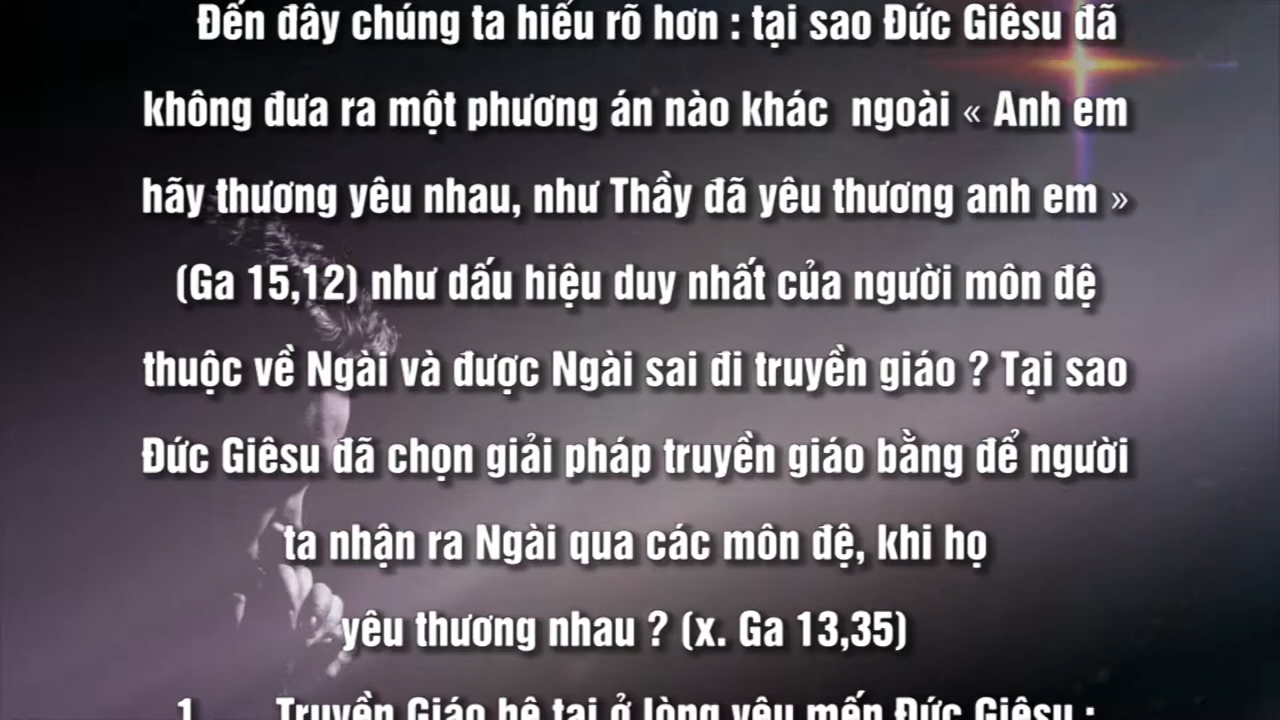 Đến đây chúng ta hiểu rõ hơn : tại sao Đức Giêsu đã
không đưa ra một phương án nào khác  ngoài « Anh em
hãy thương yêu nhau, như Thầy đã yêu thương anh em »
(Ga 15,12) như dấu hiệu duy nhất của người môn đệ
thuộc về Ngài và được Ngài sai đi truyền giáo ? Tại sao
Đức Giêsu đã chọn giải pháp truyền giáo bằng để người
ta nhận ra Ngài qua các môn đệ, khi họ
yêu thương nhau ? (x. Ga 13,35)
1. Truyền Giáo hệ tại ở lòng yêu mến Đức Giêsu :